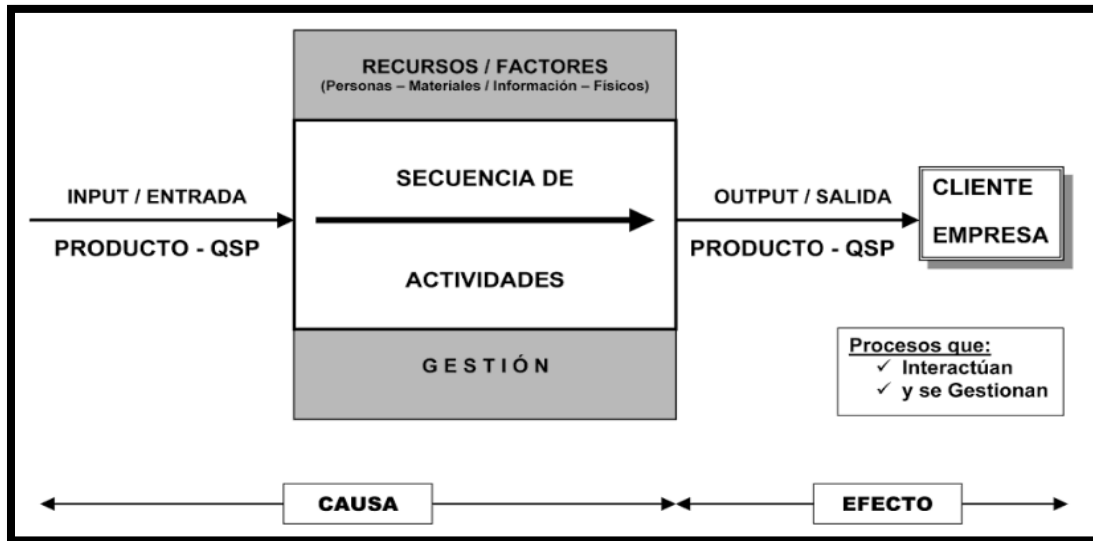 RECURSOS / FACTORES
(Personas – Materiales / Información – Físicos)
INPUT / ENTRADA
PRODUCTO - QSP
SECUENCIA DE
ACTIVIDADES
OUTPUT / SALIDA
PRODUCTO - QSP
CLIENTE
EMPRESA
GESTIÓN
Procesos que:
✓ Interactúan
✓ y se Gestionan
CAUSA
EFECTO